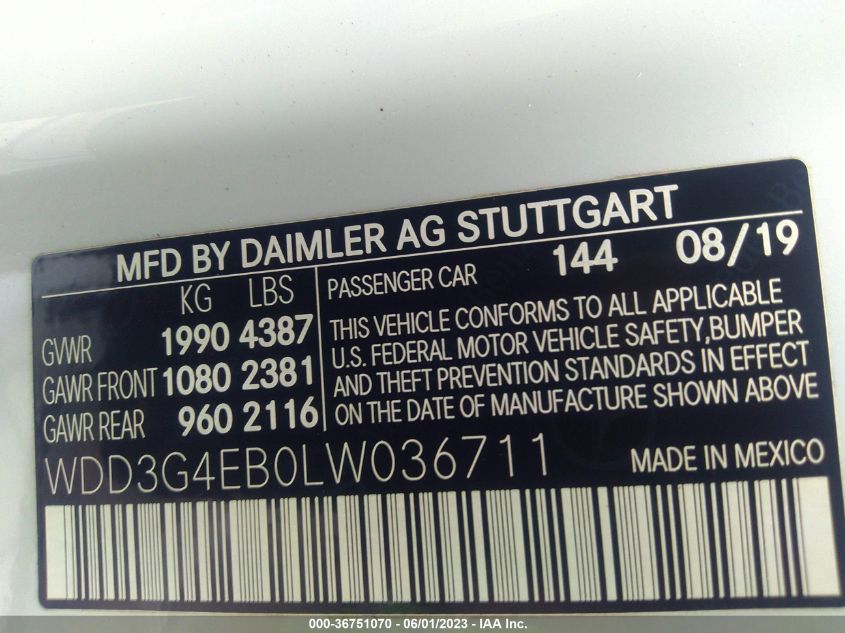 MFD BY DAIMLER AG STUTTGART
KG LBS
GVWR 1990 4387
GAWR FRONT 1080 2381
GAWR REAR 960 2116
PASSENGER CAR 144 08/19
THIS VEHICLE CONFORMS TO ALL APPLICABLE
U.S. FEDERAL MOTOR VEHICLE SAFETY,BUMPER
AND THEFT PREVENTION STANDARDS IN EFFECT
ON THE DATE OF MANUFACTURE SHOWN ABOVE
WDD3G4EB0LW036711 MADE IN MEXICO
000-36751070 / 06/01/2023 - IAA Inc.